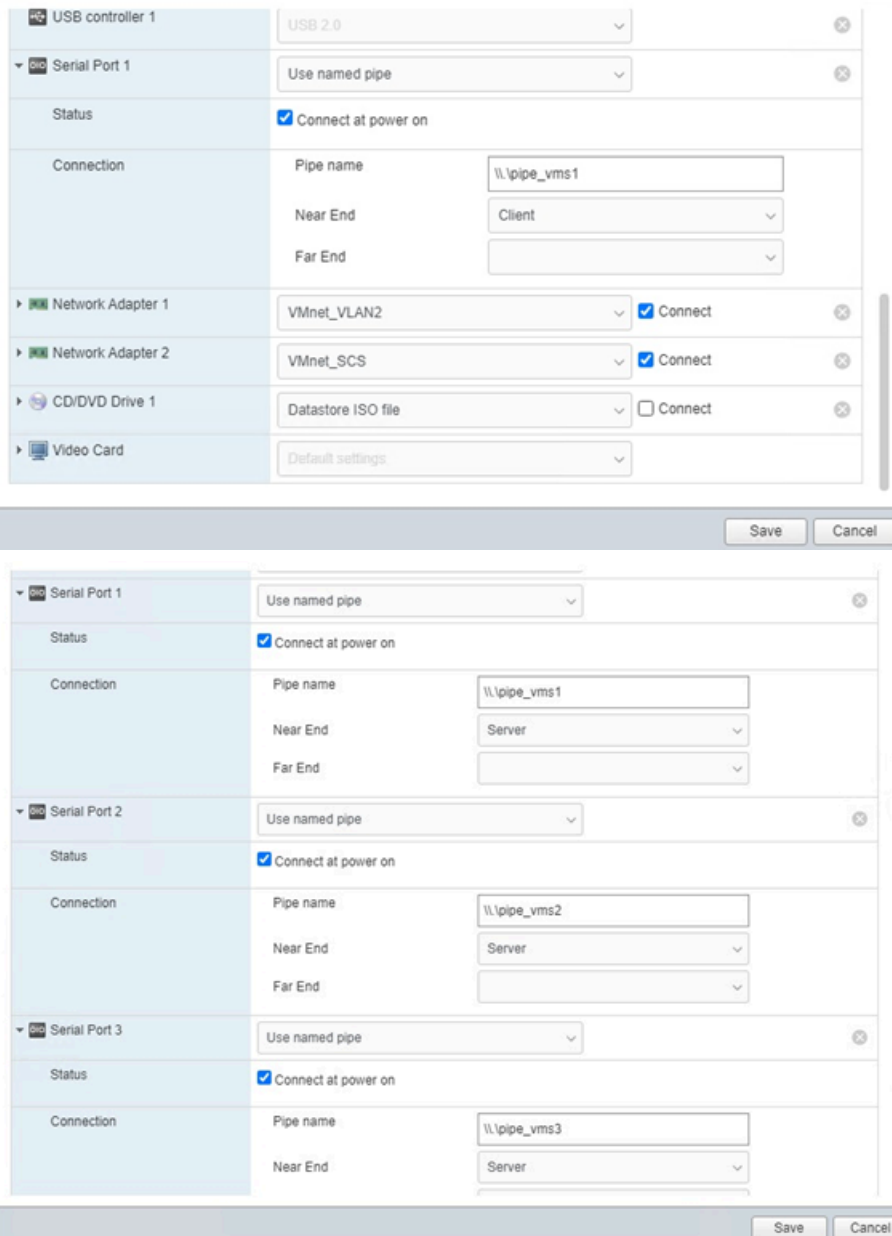 USB controller 1 USB 2.0
Serial Port 1 Use named pipe
Status Connect at power on
Connection Pipe name \\.\pipe_vms1
Near End Client
Far End
Network Adapter 1 VMnet_VLAN2 Connect
Network Adapter 2 VMnet_SCS Connect
CD/DVD Drive 1 Datastore ISO file Connect
Video Card Default settings
Save Cancel
Serial Port 1 Use named pipe
Status Connect at power on
Connection Pipe name \\.\pipe_vms1
Near End Server
Far End
Serial Port 2 Use named pipe
Status Connect at power on
Connection Pipe name \\.\pipe_vms2
Near End Server
Far End
Serial Port 3 Use named pipe
Status Connect at power on
Connection Pipe name \\.\pipe_vms3
Near End Server
Save Cancel